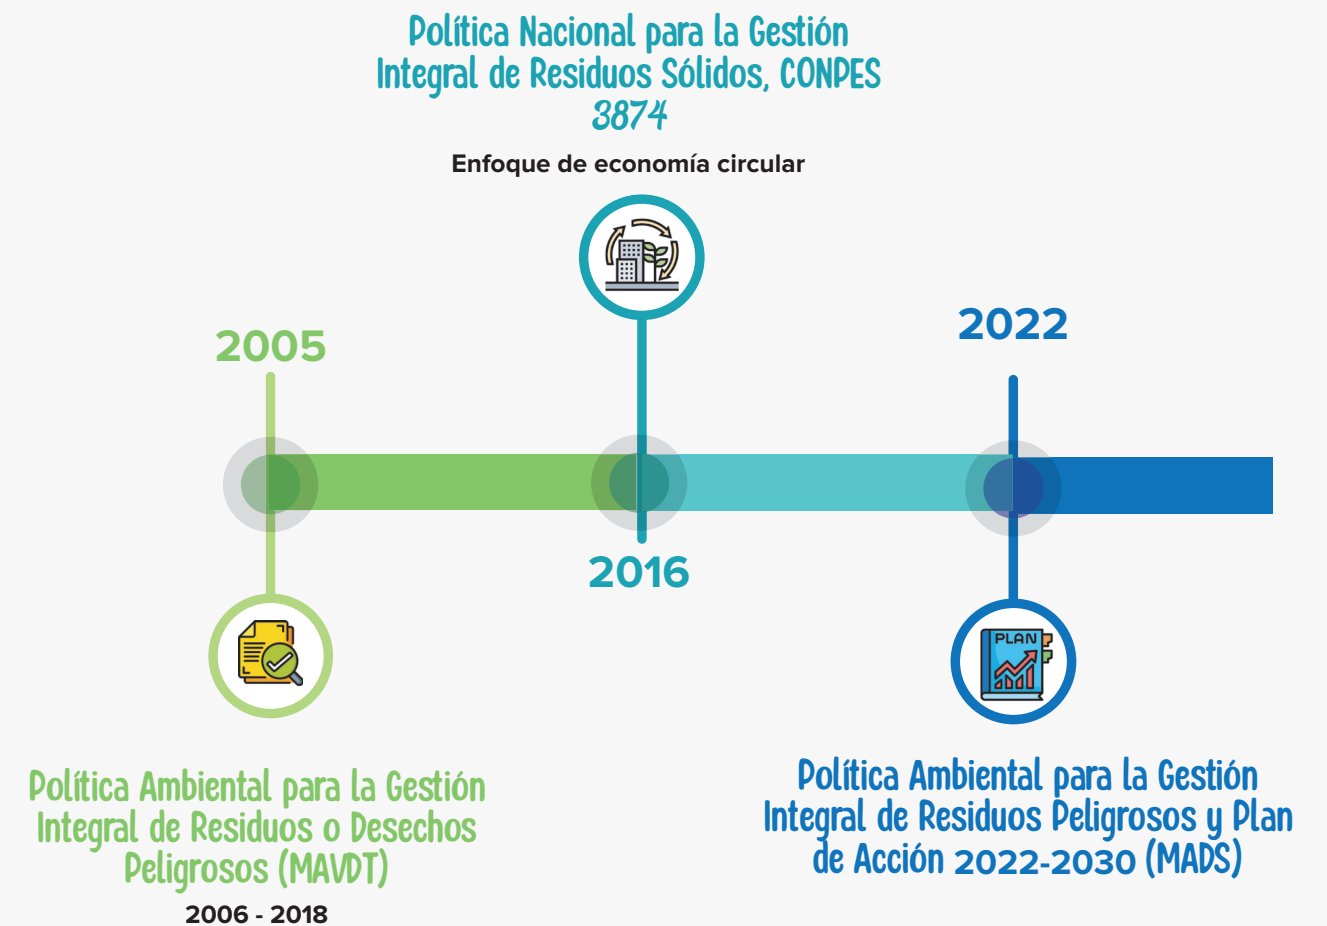 Política Nacional para la Gestión
Integral de Residuos Sólidos, CONPES
3874
Enfoque de economía circular
2005
2022
2016
PLAN
Política Ambiental para la Gestión
Integral de Residuos o Desechos
Peligrosos (MAVDT)
2006 - 2018
Política Ambiental para la Gestión
Integral de Residuos Peligrosos y Plan
de Acción 2022-2030 (MADS)